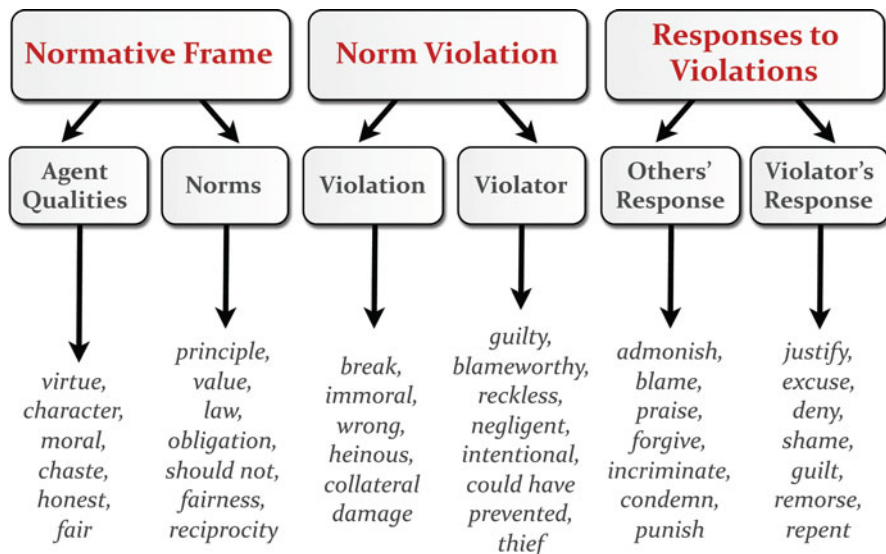 Normative Frame
Norm Violation
Responses to
Violations
Agent
Qualities
Norms
Violation
Violator
Others'
Response
Violator's
Response
virtue,
character,
moral,
chaste
honest,
fair
principle,
value,
law,
obligation,
should not,
fairness,
reciprocity
break,
immoral,
wrong,
heinous,
collateral
damage
guilty,
blameworthy,
reckless,
negligent,
intentional,
could have
prevented,
thief
admonish,
blame,
praise,
forgive,
incriminate,
condemn,
punish
justify,
excuse,
deny,
shame,
guilt,
remorse,
repent